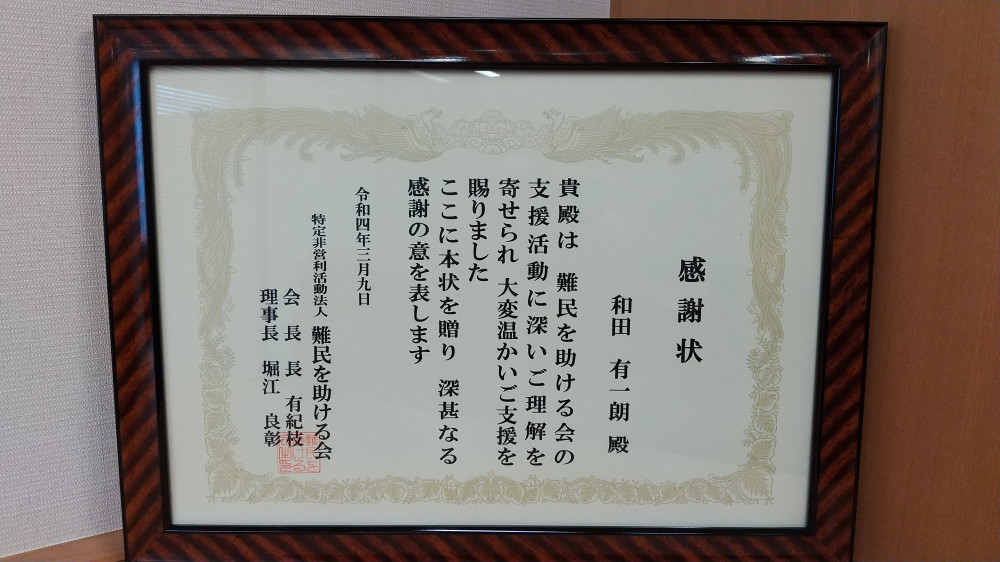 感謝状
和田 有一朗 殿
貴殿は 難民を助ける会の
支援活動に深いご理解を
寄せられ 大変温かいご支援を
賜りました
ここに本状を贈り 深甚なる
感謝の意を表します
令和四年三月九日
特定非営利活動法人 難民を助ける会
会長 長 有紀枝
理事長 堀江 良彰